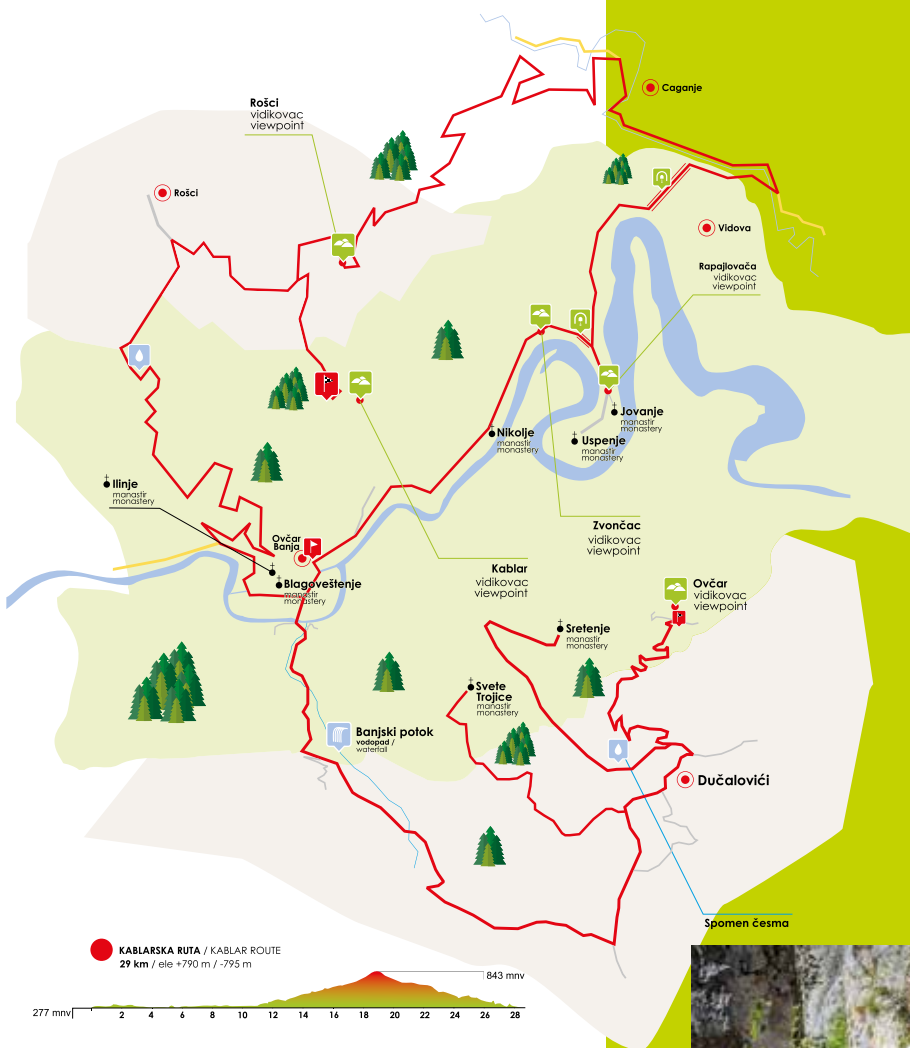 Caganje
Rošci
vidikovac
viewpoint
Rošci
Vidova
Rapajlovača
vidikovac
viewpoint
Jovanje
manastir
monastery
Nikolje
manastir
monastery
Uspenje
manastir
monastery
Ilinje
manastir
monastery
Zvončac
vidikovac
viewpoint
Ovčar
Banja
Kablar
vidikovac
viewpoint
Blagoveštenje
manastir
monastery
Ovčar
vidikovac
viewpoint
Sretenje
manastir
monastery
Svete
Trojice
manastir
monastery
Banjski potok
vodopad /
waterfall
Dučalovići
Spomen česma
KABLARSKA RUTA / KABLAR ROUTE
29 km / ele +790 m / -795 m
843 mnv
277 mnv
2 4 6 8 10 12 14 16 18 20 22 24 26 28